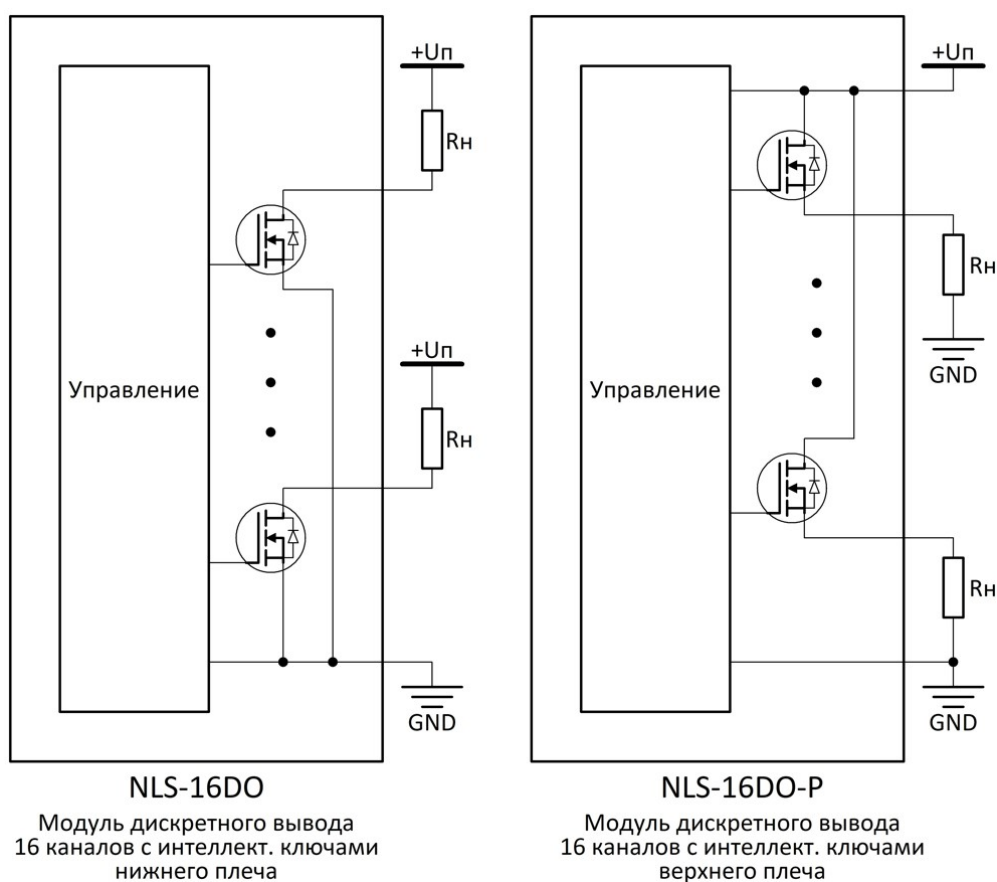 +Uп
Rн
+Uп
Rн
Управление
GND
NLS-16DO
Модуль дискретного вывода
16 каналов с интеллект. ключами
нижнего плеча
+Uп
Rн
GND
Управление
Rн
GND
NLS-16DO-P
Модуль дискретного вывода
16 каналов с интеллект. ключами
верхнего плеча